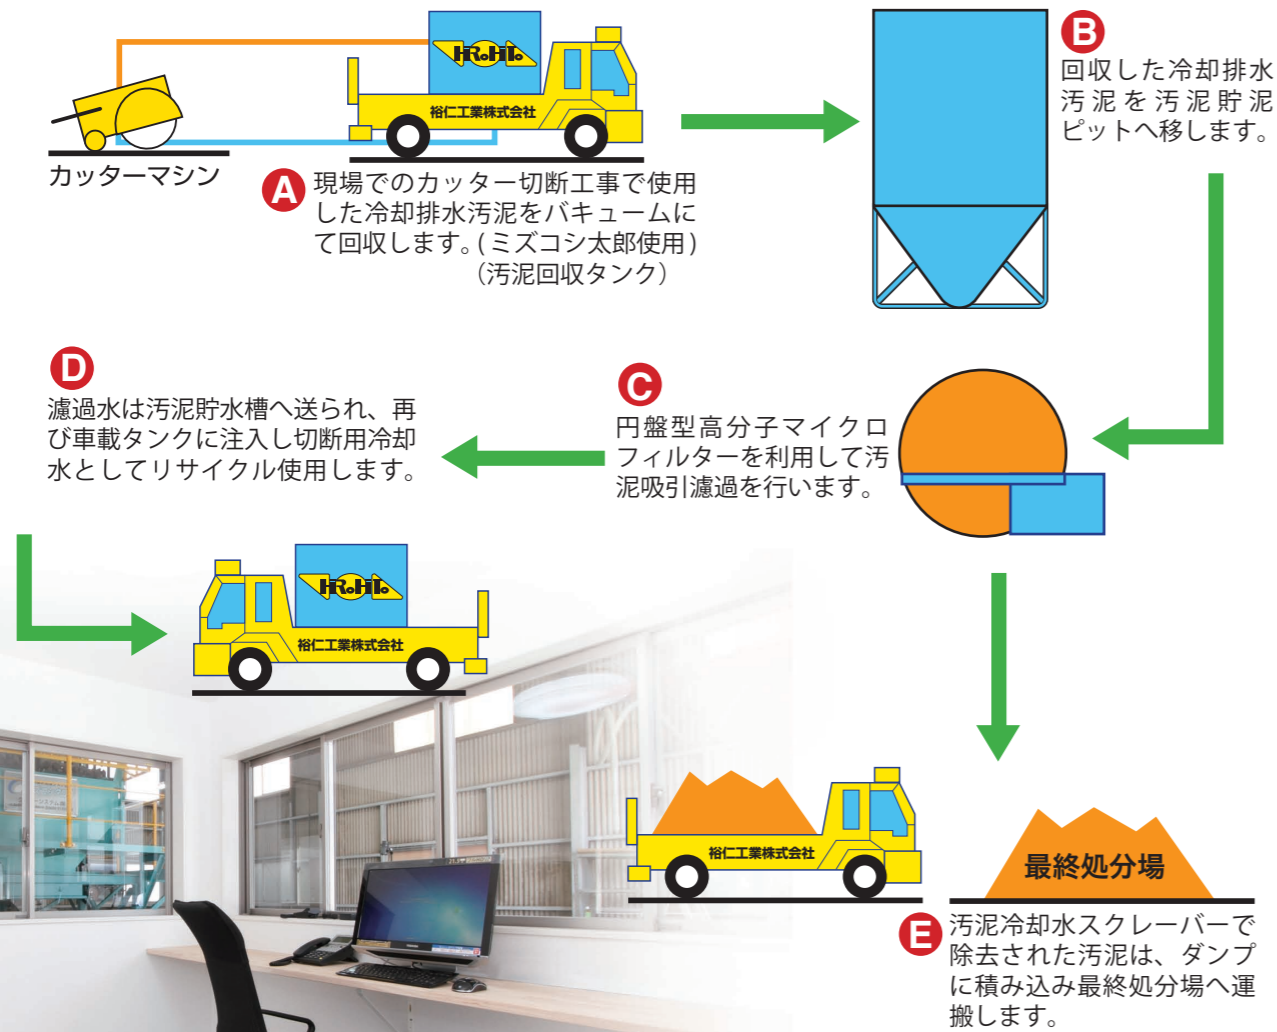 HiRoHiTo
裕仁工業株式会社
カッターマシン
A
現場でのカッター切断工事で使用
した冷却排水汚泥をバキュームに
て回収します。(ミズコシ太郎使用)
（汚泥回収タンク）
B
回収した冷却排水
汚泥を汚泥貯泥
ピットへ移します。
C
円盤型高分子マイクロ
フィルターを利用して汚
泥吸引濾過を行います。
D
濾過水は汚泥貯水槽へ送られ、再
び車載タンクに注入し切断用冷却
水としてリサイクル使用します。
HiRoHiTo
裕仁工業株式会社
裕仁工業株式会社
最終処分場
E
汚泥冷却水スクレーバーで
除去された汚泥は、ダンプ
に積み込み最終処分場へ運
搬します。